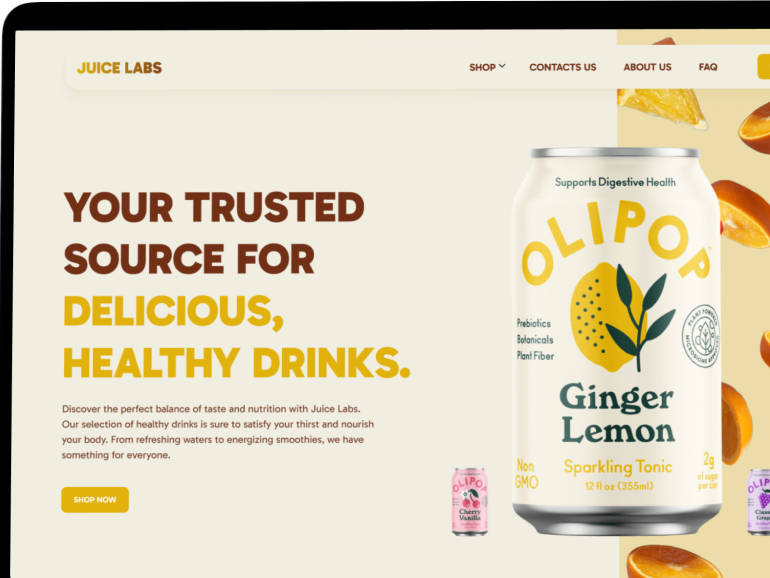 JUICE LABS
SHOP
CONTACTS US
ABOUT US
FAQ
YOUR TRUSTED
SOURCE FOR
DELICIOUS,
HEALTHY DRINKS.
Discover the perfect balance of taste and nutrition with Juice Labs.
Our selection of healthy drinks is sure to satisfy your thirst and nourish
your body. From refreshing waters to energizing smoothies, we have
something for everyone.
SHOP NOW
Supports Digestive Health
OLIPOP
Prebiotics
Botanicals
Plant Fiber
PLANT POWERED
MICROBIOME APPROVED
Ginger
Lemon
Non
GMO
Sparkling Tonic
12 fl oz (355ml)
2g
of sugar
per can
OLIPOP
Cherry
Vanilla